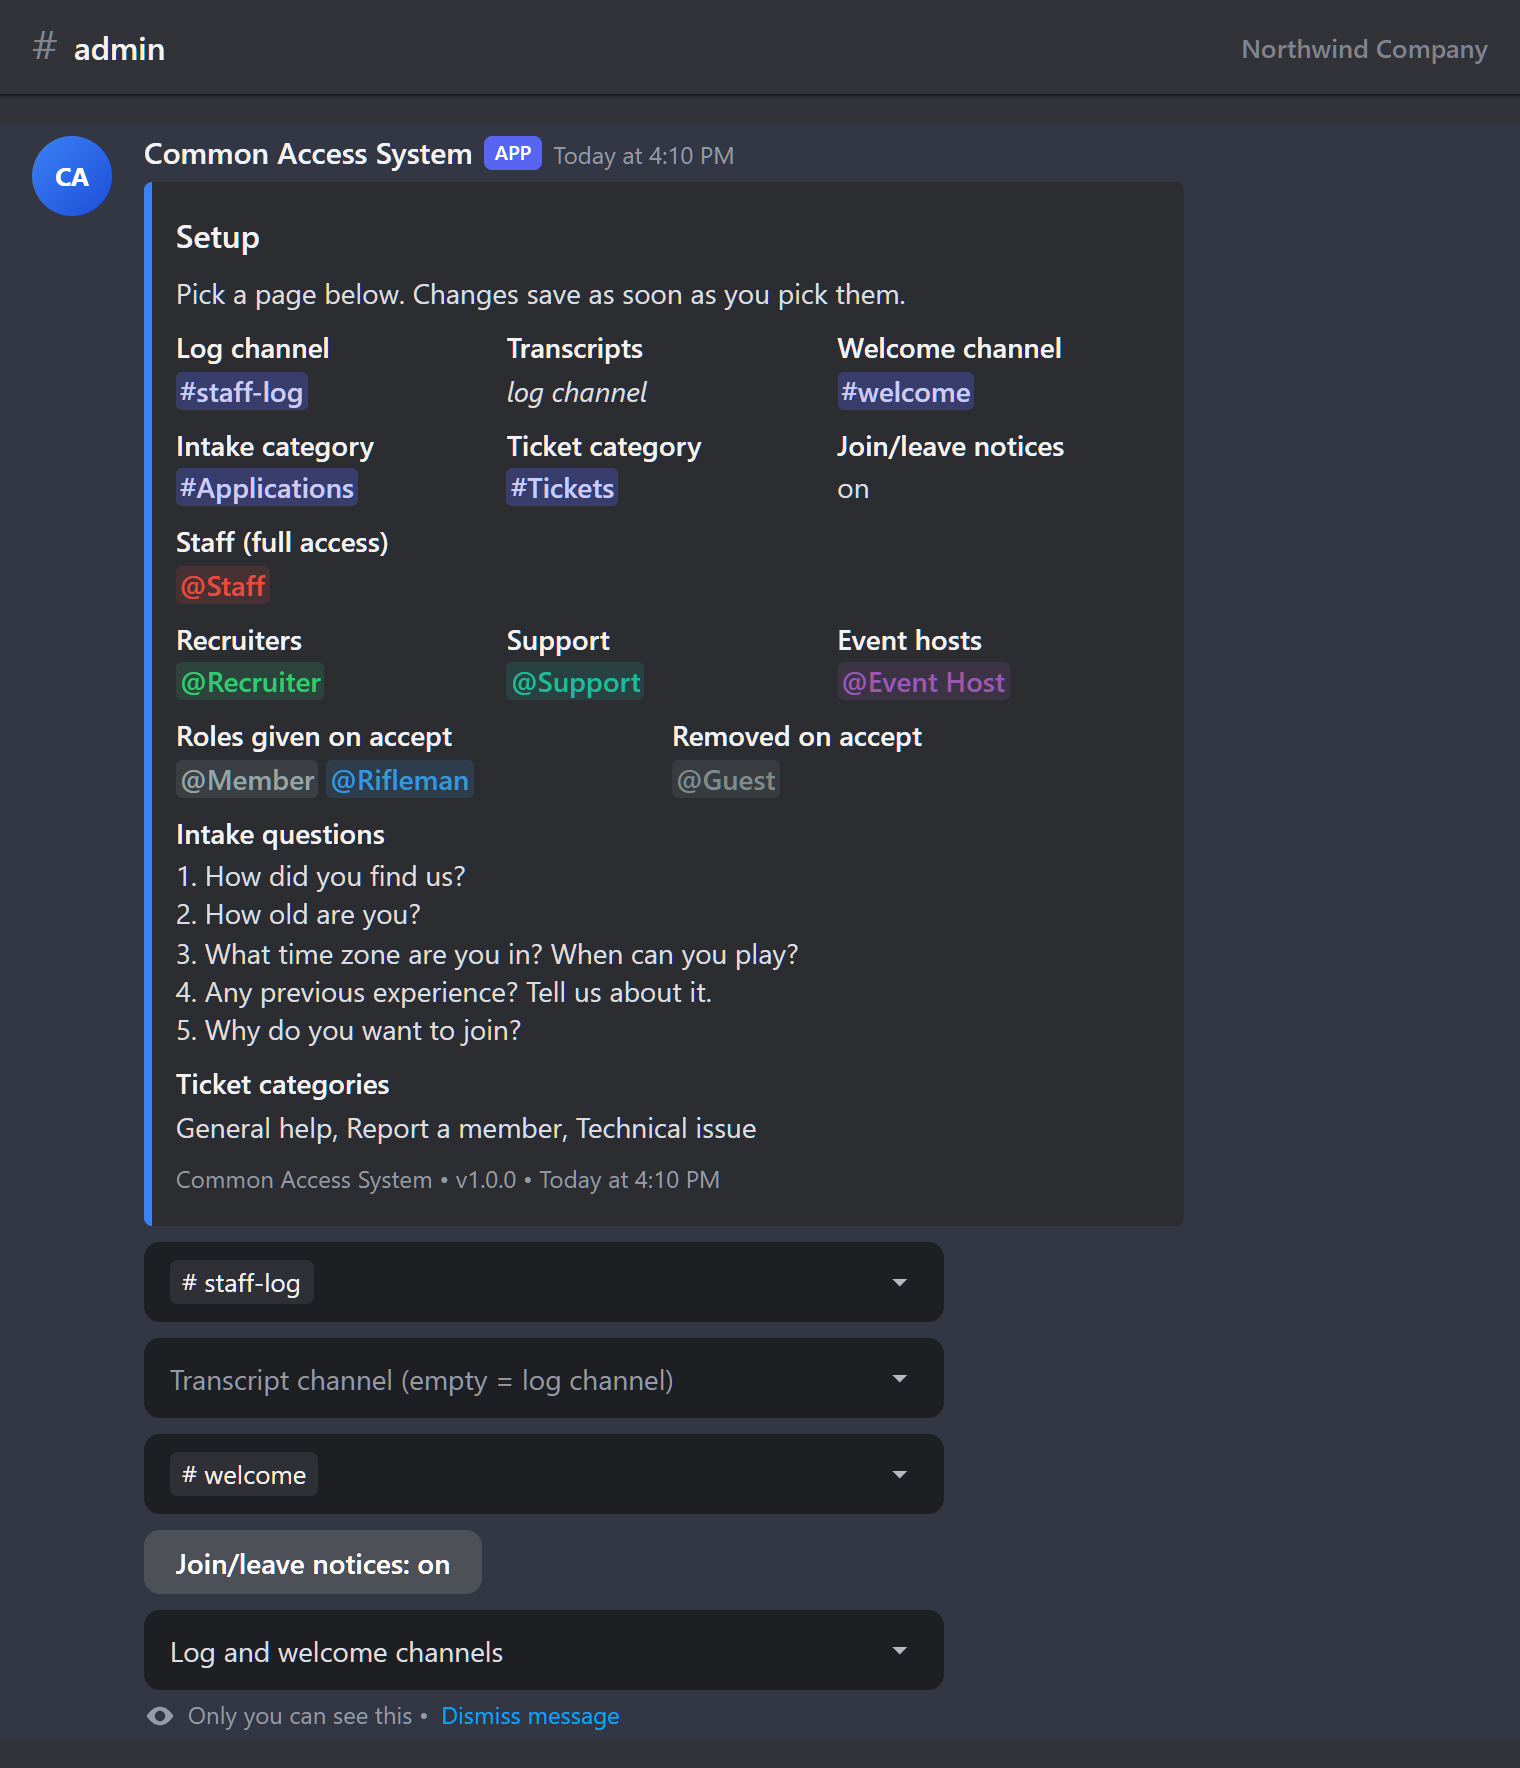 # admin
Northwind Company
CA
Common Access System APP Today at 4:10 PM
Setup
Pick a page below. Changes save as soon as you pick them.
Log channel Transcripts Welcome channel
#staff-log log channel #welcome
Intake category Ticket category Join/leave notices
#Applications #Tickets on
Staff (full access)
@Staff
Recruiters Support Event hosts
@Recruiter @Support @Event Host
Roles given on accept Removed on accept
@Member @Rifleman @Guest
Intake questions
1. How did you find us?
2. How old are you?
3. What time zone are you in? When can you play?
4. Any previous experience? Tell us about it.
5. Why do you want to join?
Ticket categories
General help, Report a member, Technical issue
Common Access System • v1.0.0 • Today at 4:10 PM
# staff-log
Transcript channel (empty = log channel)
# welcome
Join/leave notices: on
Log and welcome channels
Only you can see this • Dismiss message